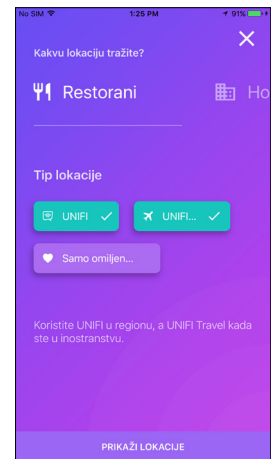 No SIM 1:25 PM 91%
Kakvu lokaciju tražite?
Restorani Ho
Tip lokacije
UNIFI UNIFI...
Samo omiljen...
Koristite UNIFI u regionu, a UNIFI Travel kada
ste u inostranstvu.
PRIKAŽI LOKACIJE